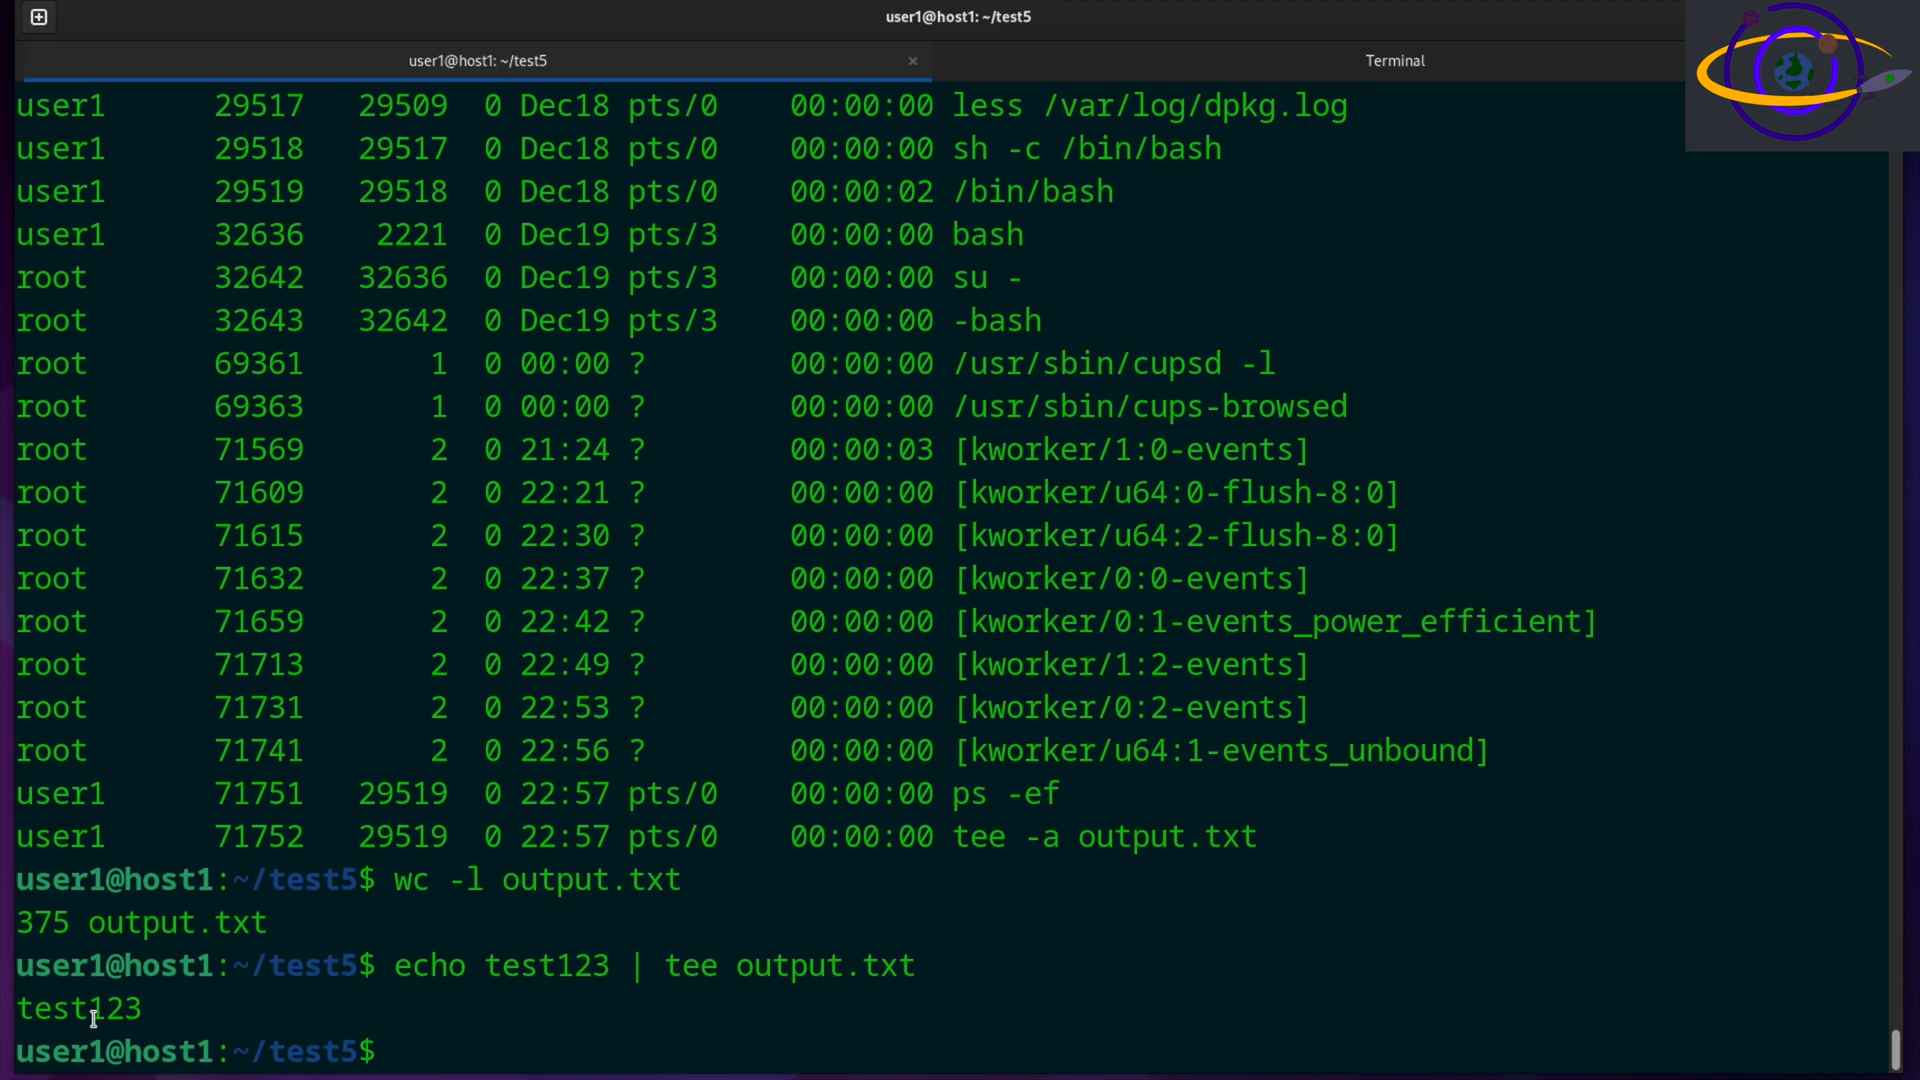 user1@host1: ~/test5
user1@host1: ~/test5 × Terminal
user1 29517 29509 0 Dec18 pts/0 00:00:00 less /var/log/dpkg.log
user1 29518 29517 0 Dec18 pts/0 00:00:00 sh -c /bin/bash
user1 29519 29518 0 Dec18 pts/0 00:00:02 /bin/bash
user1 32636 2221 0 Dec19 pts/3 00:00:00 bash
root 32642 32636 0 Dec19 pts/3 00:00:00 su -
root 32643 32642 0 Dec19 pts/3 00:00:00 -bash
root 69361 1 0 00:00 ? 00:00:00 /usr/sbin/cupsd -l
root 69363 1 0 00:00 ? 00:00:00 /usr/sbin/cups-browsed
root 71569 2 0 21:24 ? 00:00:03 [kworker/1:0-events]
root 71609 2 0 22:21 ? 00:00:00 [kworker/u64:0-flush-8:0]
root 71615 2 0 22:30 ? 00:00:00 [kworker/u64:2-flush-8:0]
root 71632 2 0 22:37 ? 00:00:00 [kworker/0:0-events]
root 71659 2 0 22:42 ? 00:00:00 [kworker/0:1-events_power_efficient]
root 71713 2 0 22:49 ? 00:00:00 [kworker/1:2-events]
root 71731 2 0 22:53 ? 00:00:00 [kworker/0:2-events]
root 71741 2 0 22:56 ? 00:00:00 [kworker/u64:1-events_unbound]
user1 71751 29519 0 22:57 pts/0 00:00:00 ps -ef
user1 71752 29519 0 22:57 pts/0 00:00:00 tee -a output.txt
user1@host1:~/test5$ wc -l output.txt
375 output.txt
user1@host1:~/test5$ echo test123 | tee output.txt
test123
user1@host1:~/test5$